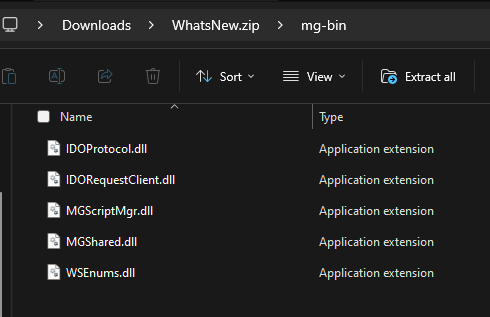 Downloads > WhatsNew.zip > mg-bin
Sort View Extract all
Name Type
IDOProtocol.dll Application extension
IDORequestClient.dll Application extension
MGScriptMgr.dll Application extension
MGShared.dll Application extension
WSEnums.dll Application extension